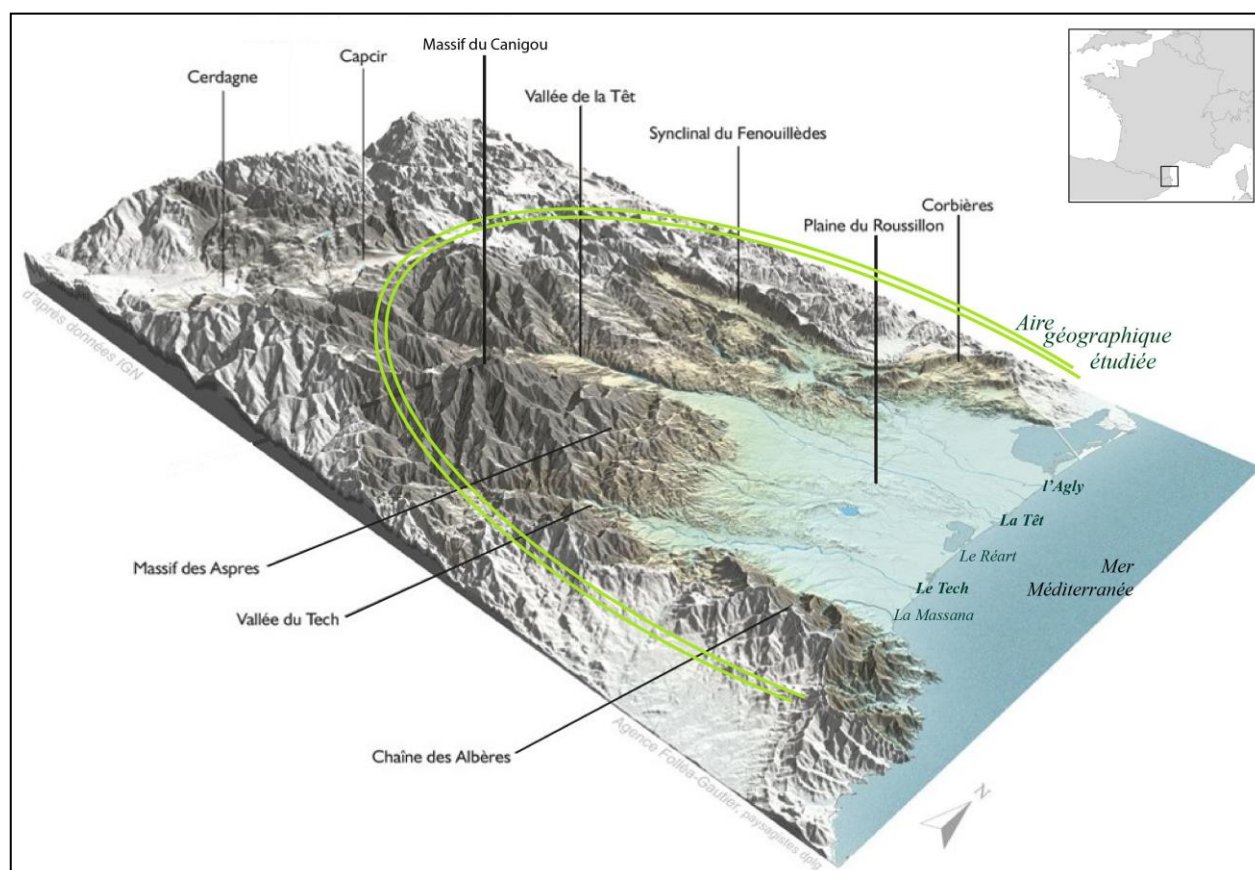 Massif du Canigou
Capcir
Cerdagne
Vallée de la Têt
Synclinal du Fenouillèdes
Corbières
Plaine du Roussillon
Aire
géographique
étudiée
d'après données IGN
l'Agly
La Têt
Le Réart
Mer
Méditerranée
Massif des Aspres
Le Tech
La Massana
Vallée du Tech
Chaîne des Albères
Agence Folléa-Gautier, paysagistes dplg
N